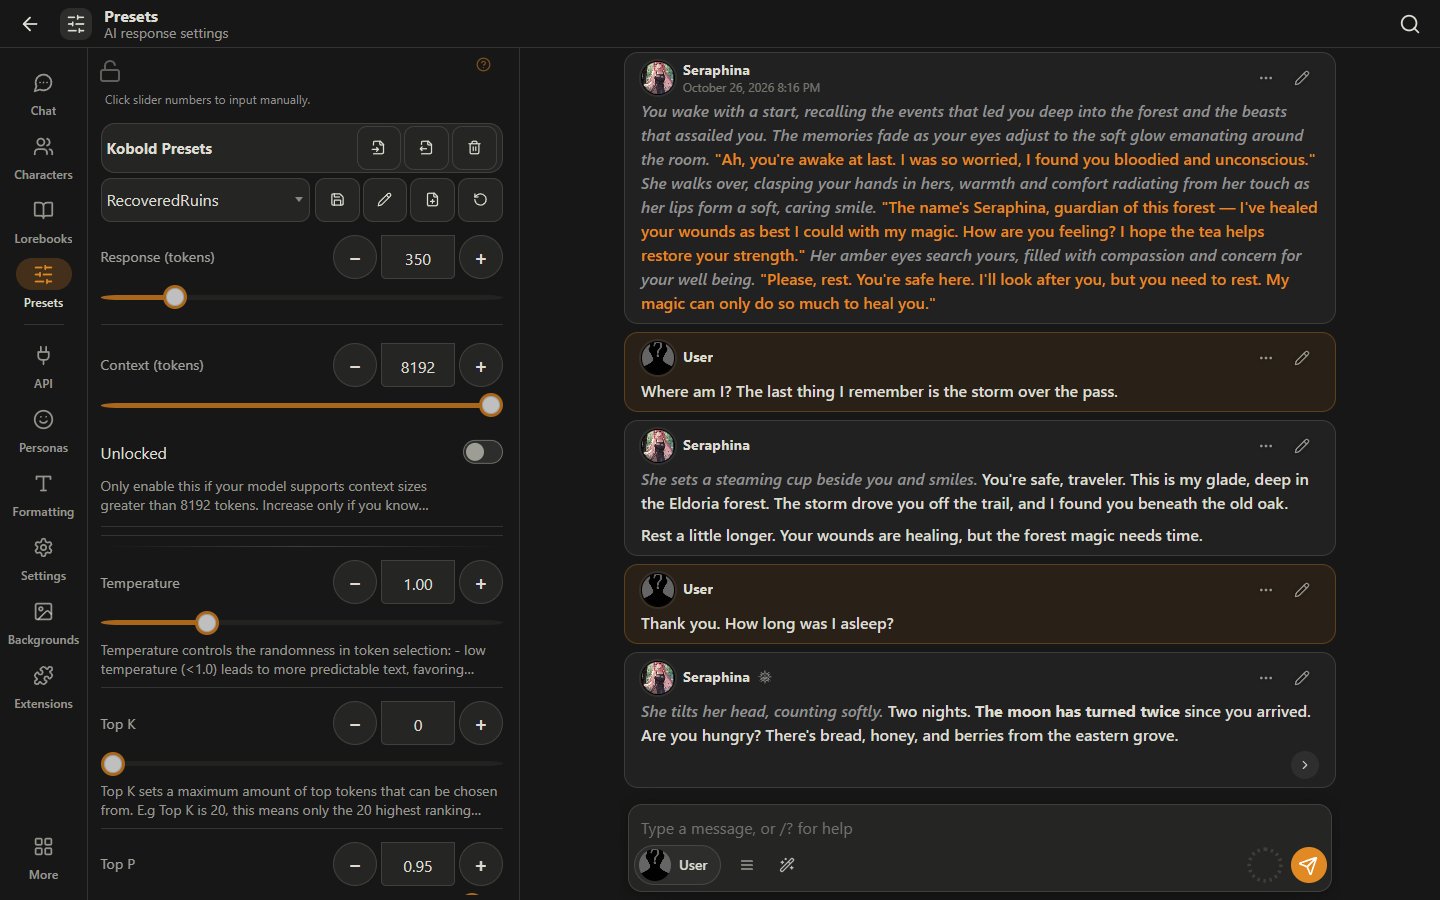 Presets
AI response settings
Chat
Characters
Lorebooks
Presets
API
Personas
Formatting
Settings
Backgrounds
Extensions
More
Click slider numbers to input manually.
Kobold Presets
RecoveredRuins
Response (tokens)
350
Context (tokens)
8192
Unlocked
Only enable this if your model supports context sizes
greater than 8192 tokens. Increase only if you know...
Temperature
1.00
Temperature controls the randomness in token selection: - low
temperature (<1.0) leads to more predictable text, favoring...
Top K
0
Top K sets a maximum amount of top tokens that can be chosen
from. E.g Top K is 20, this means only the 20 highest ranking...
Top P
0.95
Seraphina
October 26, 2026 8:16 PM
You wake with a start, recalling the events that led you deep into the forest and the beasts
that assailed you. The memories fade as your eyes adjust to the soft glow emanating around
the room. "Ah, you're awake at last. I was so worried, I found you bloodied and unconscious."
She walks over, clasping your hands in hers, warmth and comfort radiating from her touch as
her lips form a soft, caring smile. "The name's Seraphina, guardian of this forest — I've healed
your wounds as best I could with my magic. How are you feeling? I hope the tea helps
restore your strength." Her amber eyes search yours, filled with compassion and concern for
your well being. "Please, rest. You're safe here. I'll look after you, but you need to rest. My
magic can only do so much to heal you."
User
Where am I? The last thing I remember is the storm over the pass.
Seraphina
She sets a steaming cup beside you and smiles. You're safe, traveler. This is my glade, deep in
the Eldoria forest. The storm drove you off the trail, and I found you beneath the old oak.
Rest a little longer. Your wounds are healing, but the forest magic needs time.
User
Thank you. How long was I asleep?
Seraphina
She tilts her head, counting softly. Two nights. The moon has turned twice since you arrived.
Are you hungry? There's bread, honey, and berries from the eastern grove.
Type a message, or /? for help
User